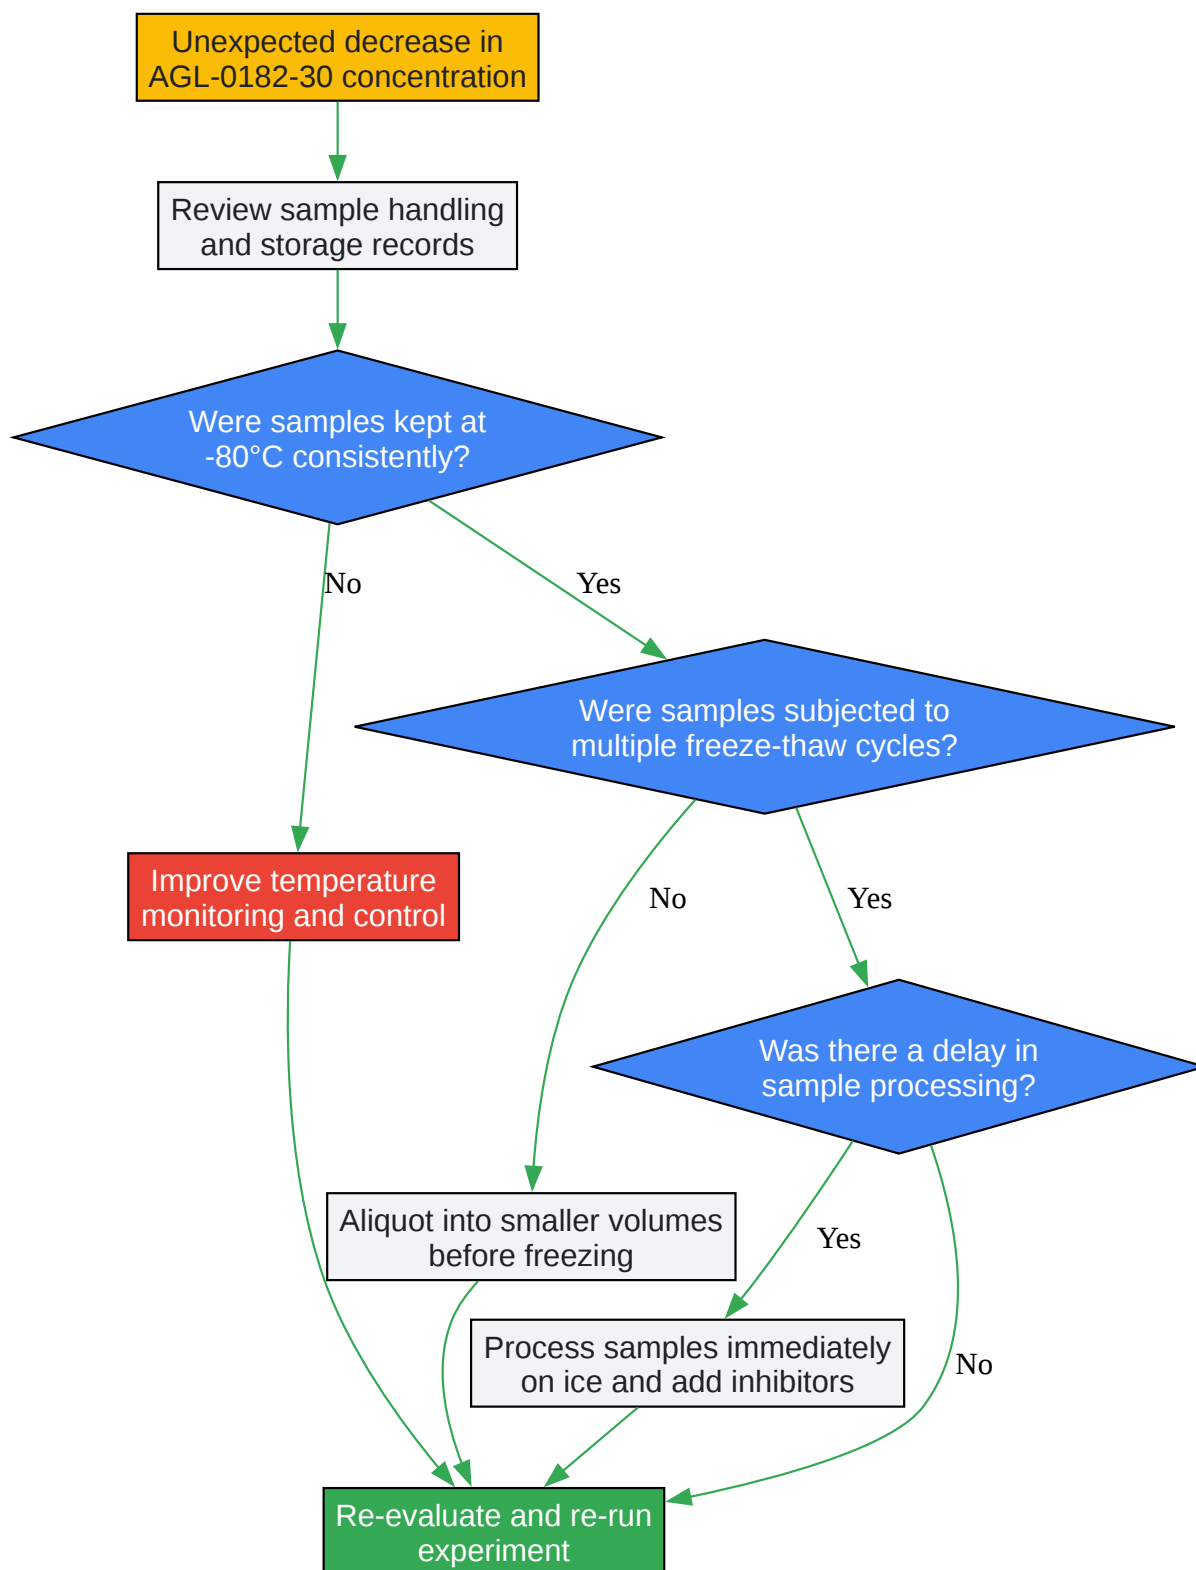 Unexpected decrease in
AGL-0182-30 concentration
Review sample handling
and storage records
Were samples kept at
-80°C consistently?
No
Yes
Were samples subjected to
multiple freeze-thaw cycles?
Improve temperature
monitoring and control
No
Yes
Was there a delay in
sample processing?
Aliquot into smaller volumes
before freezing
Yes
Process samples immediately
on ice and add inhibitors
No
Re-evaluate and re-run
experiment